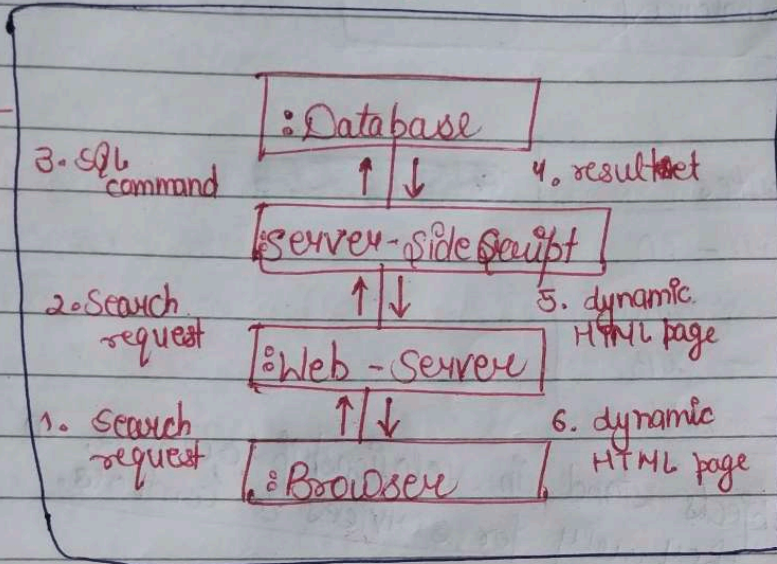 :Database
3. SQL
command
4. resultset
:Server-Side Script
2. Search
request
5. dynamic
HTML page
:Web-Server
1. Search
request
6. dynamic
HTML page
:Browser